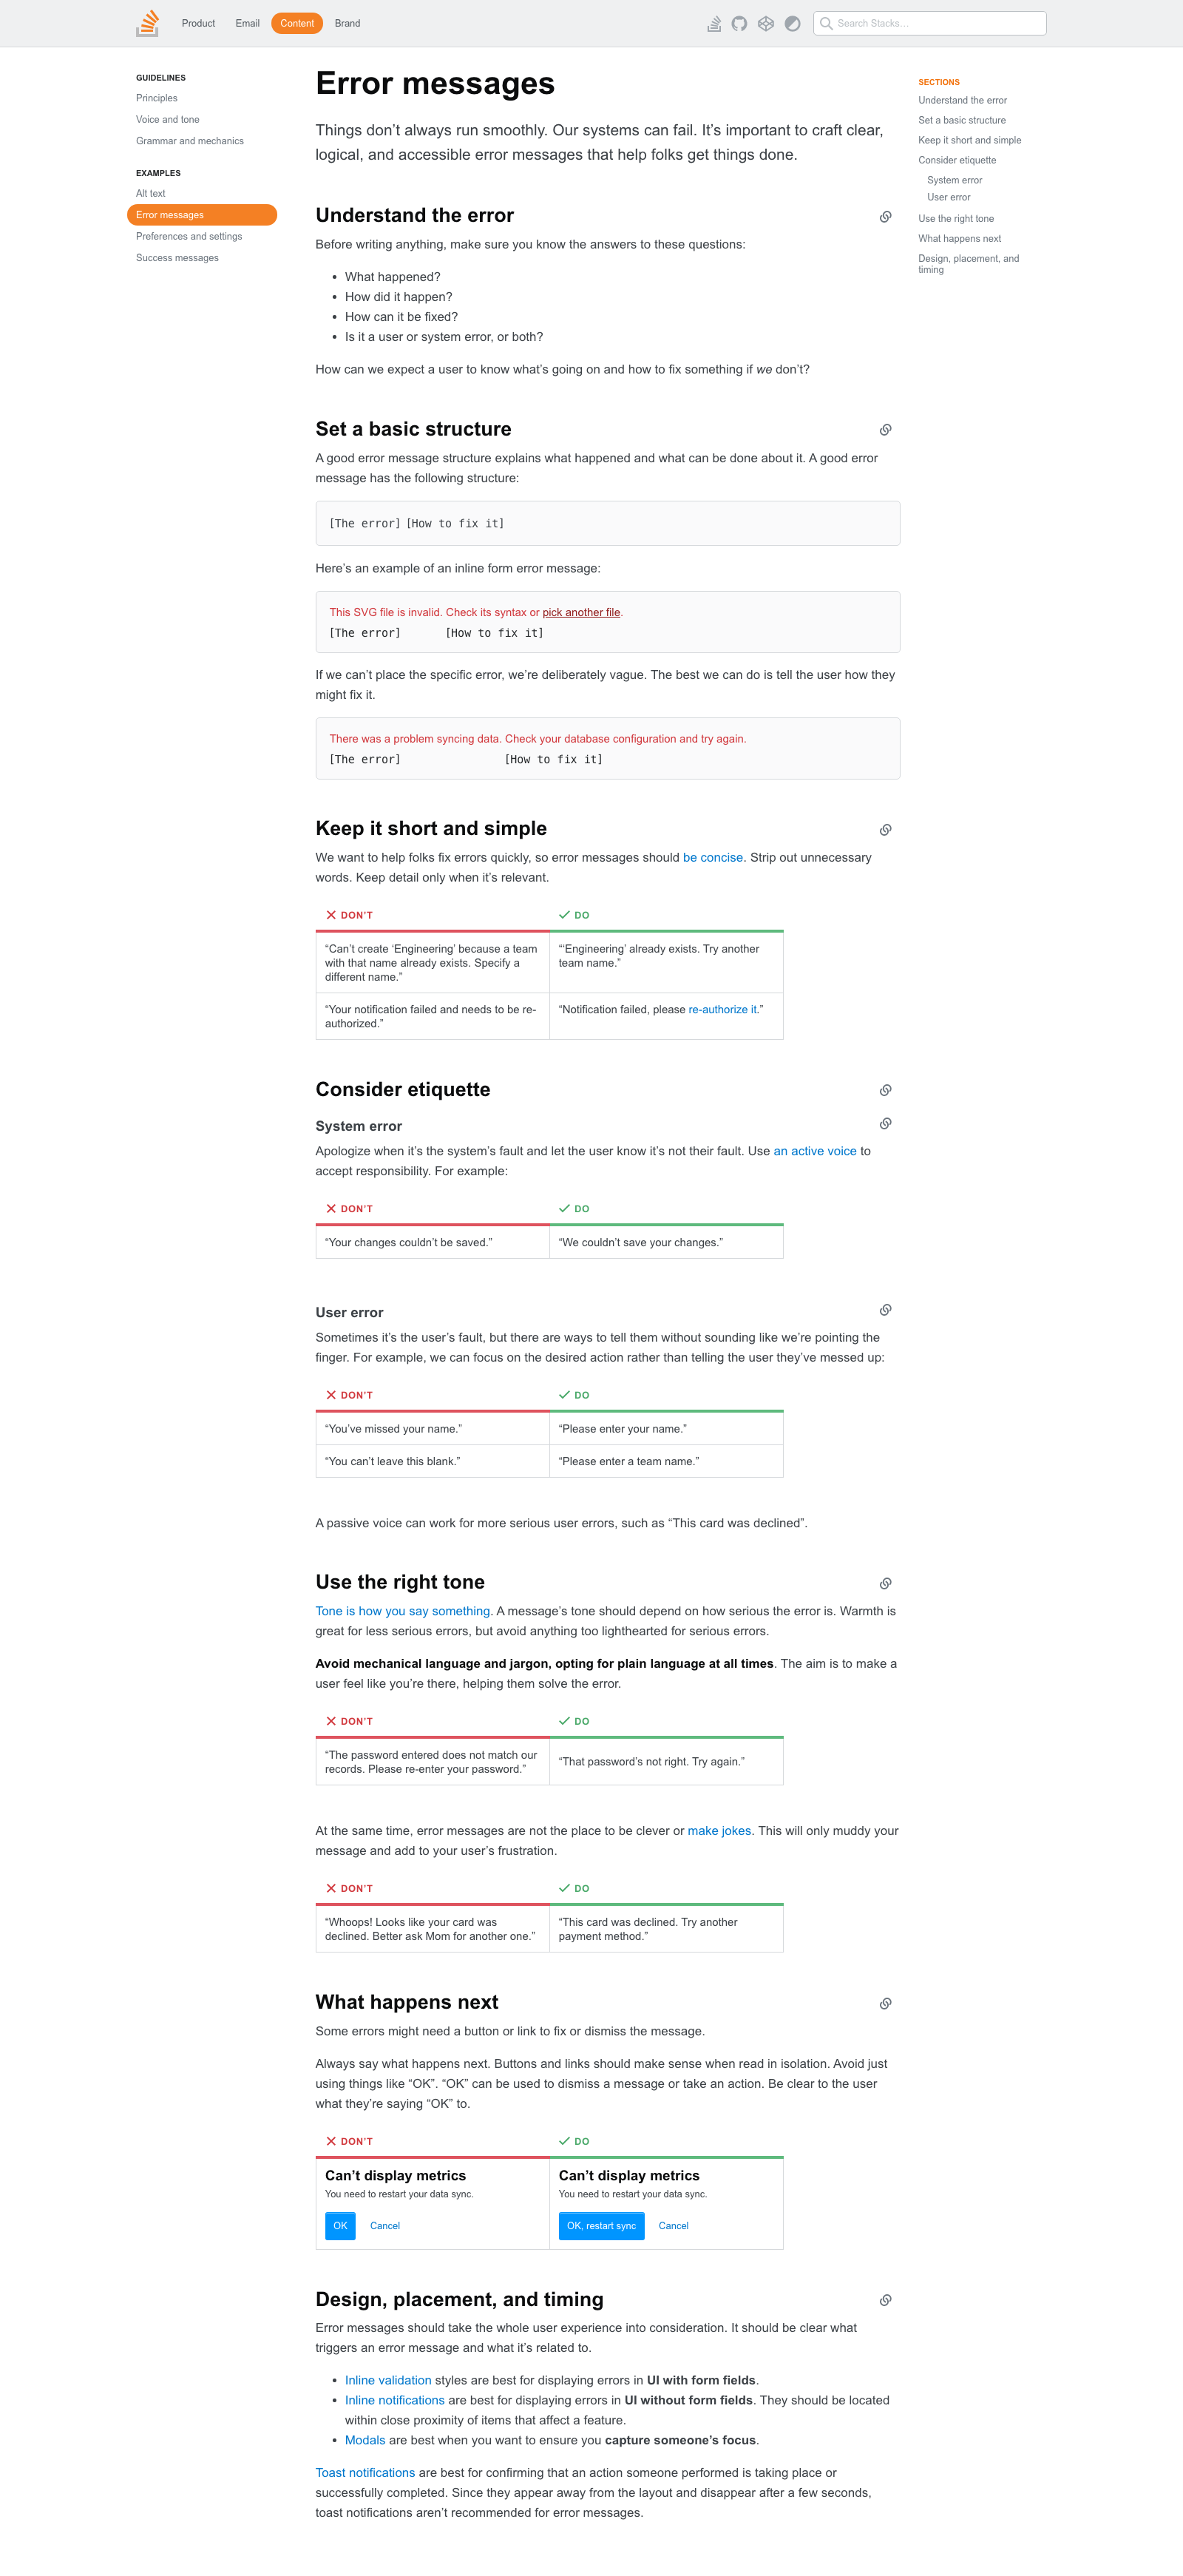 Product Email Content Brand Search Stacks…
GUIDELINES
Principles
Voice and tone
Grammar and mechanics
EXAMPLES
Alt text
Error messages
Preferences and settings
Success messages
Error messages
Things don’t always run smoothly. Our systems can fail. It’s important to craft clear,
logical, and accessible error messages that help folks get things done.
Understand the error
Before writing anything, make sure you know the answers to these questions:
• What happened?
• How did it happen?
• How can it be fixed?
• Is it a user or system error, or both?
How can we expect a user to know what’s going on and how to fix something if we don’t?
Set a basic structure
A good error message structure explains what happened and what can be done about it. A good error
message has the following structure:
[The error] [How to fix it]
Here’s an example of an inline form error message:
This SVG file is invalid. Check its syntax or pick another file.
[The error] [How to fix it]
If we can’t place the specific error, we’re deliberately vague. The best we can do is tell the user how they
might fix it.
There was a problem syncing data. Check your database configuration and try again.
[The error] [How to fix it]
Keep it short and simple
We want to help folks fix errors quickly, so error messages should be concise. Strip out unnecessary
words. Keep detail only when it’s relevant.
DON’T
DO
“Can’t create ‘Engineering’ because a team
with that name already exists. Specify a
different name.”
“‘Engineering’ already exists. Try another
team name.”
“Your notification failed and needs to be re-
authorized.”
“Notification failed, please re-authorize it.”
Consider etiquette
System error
Apologize when it’s the system’s fault and let the user know it’s not their fault. Use an active voice to
accept responsibility. For example:
DON’T
DO
“Your changes couldn’t be saved.”
“We couldn’t save your changes.”
User error
Sometimes it’s the user’s fault, but there are ways to tell them without sounding like we’re pointing the
finger. For example, we can focus on the desired action rather than telling the user they’ve messed up:
DON’T
DO
“You’ve missed your name.”
“Please enter your name.”
“You can’t leave this blank.”
“Please enter a team name.”
A passive voice can work for more serious user errors, such as “This card was declined”.
Use the right tone
Tone is how you say something. A message’s tone should depend on how serious the error is. Warmth is
great for less serious errors, but avoid anything too lighthearted for serious errors.
Avoid mechanical language and jargon, opting for plain language at all times. The aim is to make a
user feel like you’re there, helping them solve the error.
DON’T
DO
“The password entered does not match our
records. Please re-enter your password.”
“That password’s not right. Try again.”
At the same time, error messages are not the place to be clever or make jokes. This will only muddy your
message and add to your user’s frustration.
DON’T
DO
“Whoops! Looks like your card was
declined. Better ask Mom for another one.”
“This card was declined. Try another
payment method.”
What happens next
Some errors might need a button or link to fix or dismiss the message.
Always say what happens next. Buttons and links should make sense when read in isolation. Avoid just
using things like “OK”. “OK” can be used to dismiss a message or take an action. Be clear to the user
what they’re saying “OK” to.
DON’T
DO
Can’t display metrics
You need to restart your data sync.
OK Cancel
Can’t display metrics
You need to restart your data sync.
OK, restart sync Cancel
Design, placement, and timing
Error messages should take the whole user experience into consideration. It should be clear what
triggers an error message and what it’s related to.
• Inline validation styles are best for displaying errors in UI with form fields.
• Inline notifications are best for displaying errors in UI without form fields. They should be located
within close proximity of items that affect a feature.
• Modals are best when you want to ensure you capture someone’s focus.
Toast notifications are best for confirming that an action someone performed is taking place or
successfully completed. Since they appear away from the layout and disappear after a few seconds,
toast notifications aren’t recommended for error messages.
SECTIONS
Understand the error
Set a basic structure
Keep it short and simple
Consider etiquette
System error
User error
Use the right tone
What happens next
Design, placement, and
timing